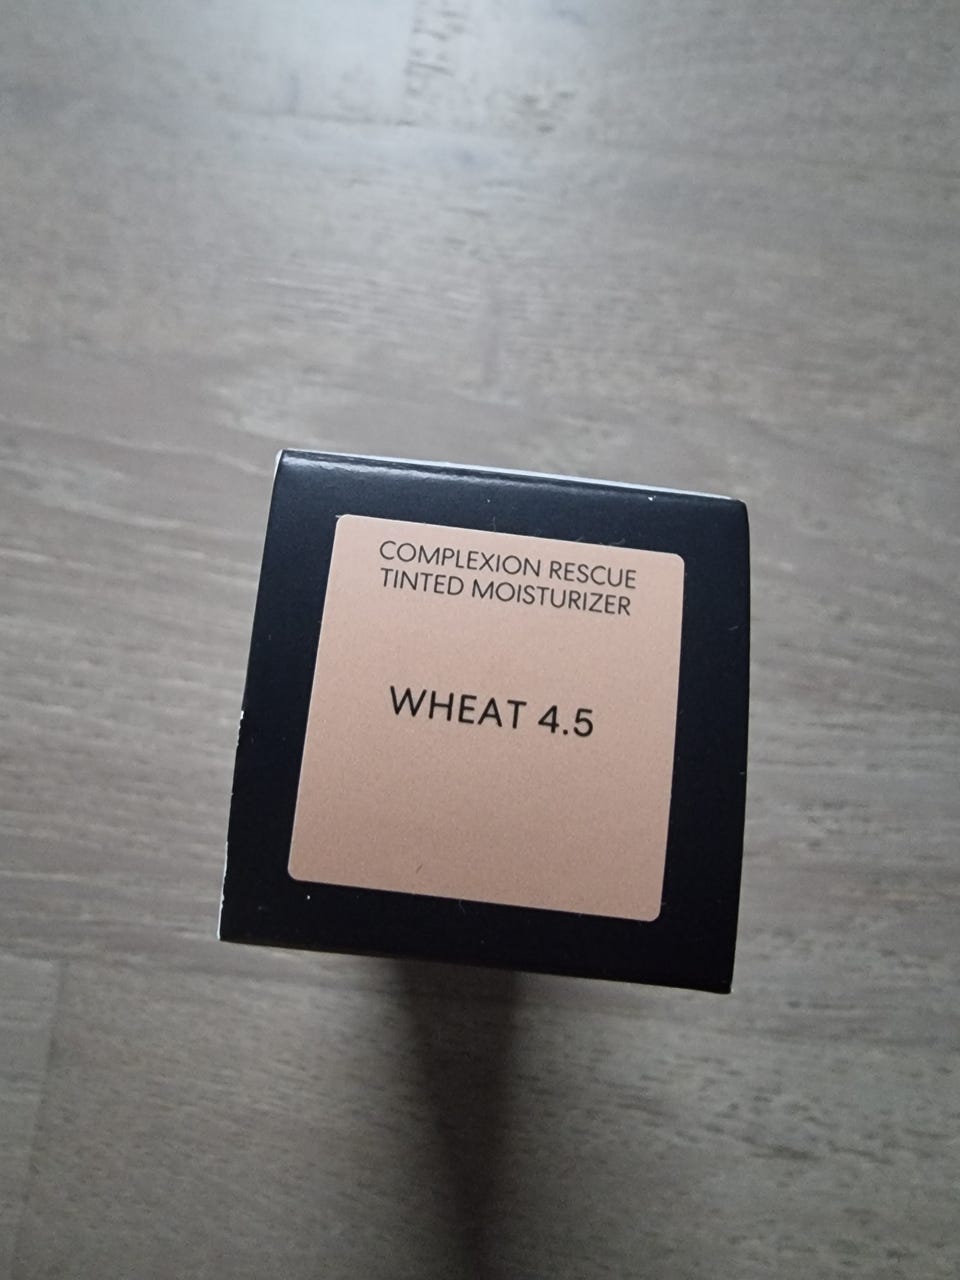 COMPLEXION RESCUE
TINTED MOISTURIZER
WHEAT 4.5